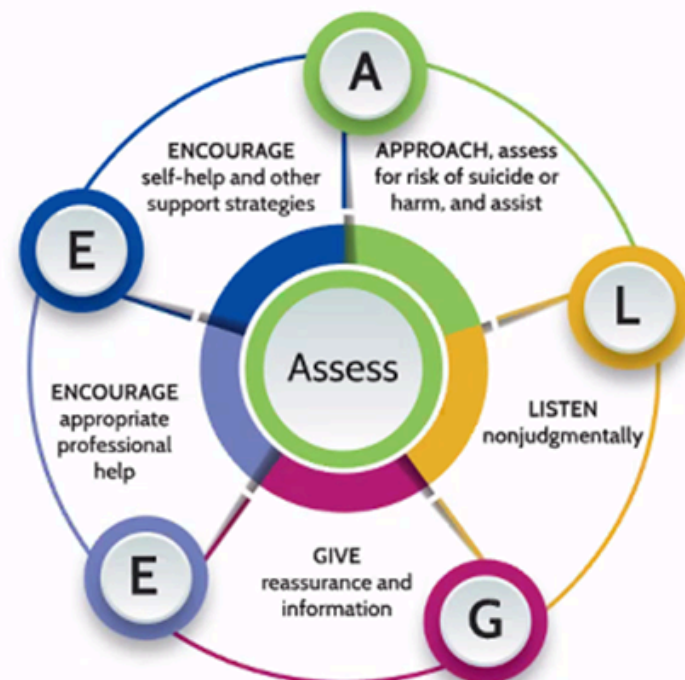 A
APPROACH, assess
for risk of suicide or
harm, and assist
L
LISTEN
nonjudgmentally
G
GIVE
reassurance and
information
E
ENCOURAGE
appropriate
professional
help
E
ENCOURAGE
self-help and other
support strategies
Assess